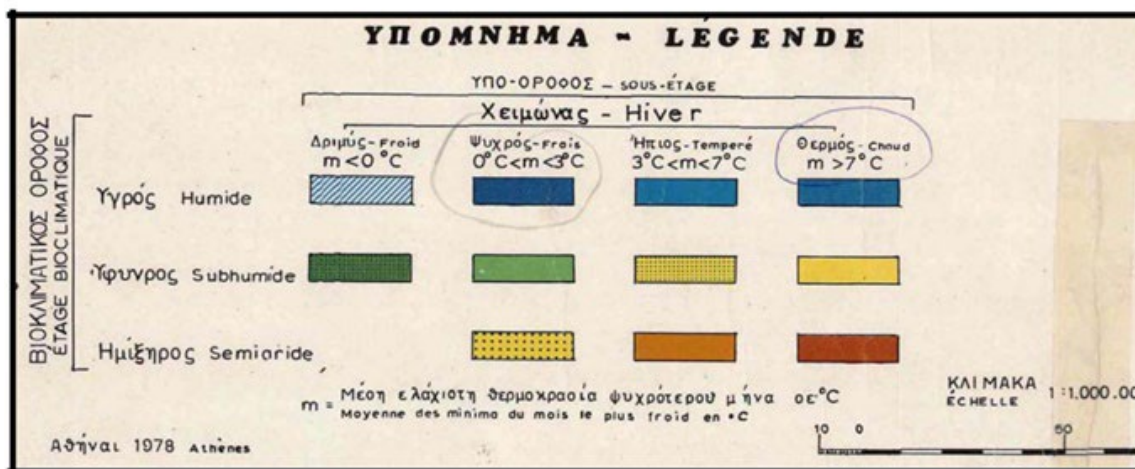 ΥΠΟΜΝΗΜΑ - LÉGENDE
ΥΠΟ-ΟΡΟΦΟΣ - SOUS-ÉTAGE
Χειμώνας - Hiver
Δριμύς-Froid Ψυχρός-Frais Ήπιος-Temperé Θερμός-Chaud
m<0°C 0°C<m<3°C 3°C<m<7°C m>7°C
ΒΙΟΚΛΙΜΑΤΙΚΟΣ ΟΡΟΦΟΣ
ÉTAGE BIOCLIMATIQUE
Υγρός Humide
Ύφυνρος Subhumide
Ημίξηρος Semiaride
m = Μέση ελάχιστη θερμοκρασία ψυχρότερου μήνα σε °C
Moyenne des minima du mois le plus froid en °C
ΚΛΙΜΑΚΑ
ÉCHELLE
1:1.000.00
Αθήναι 1978 Athènes
10 0 50